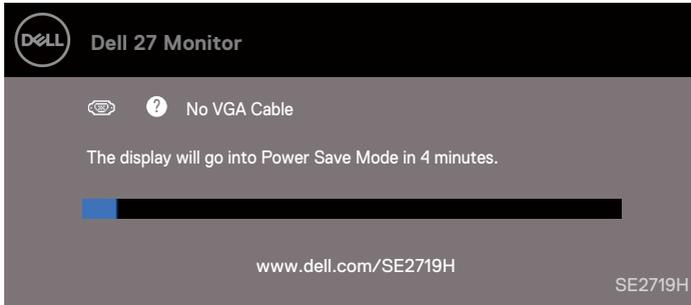 DELL
Dell 27 Monitor
? No VGA Cable
The display will go into Power Save Mode in 4 minutes.
www.dell.com/SE2719H
SE2719H